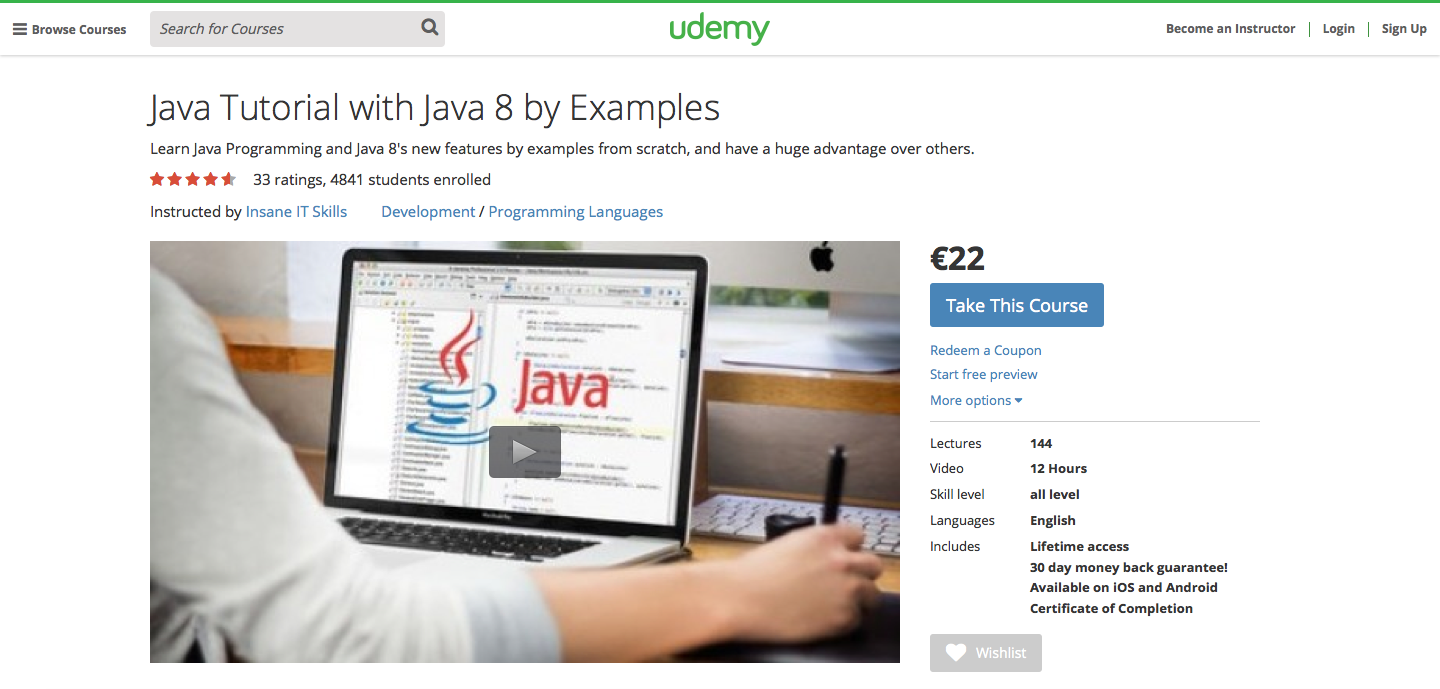 Browse Courses
Search for Courses
udemy
Become an Instructor
Login
Sign Up
Java Tutorial with Java 8 by Examples
Learn Java Programming and Java 8's new features by examples from scratch, and have a huge advantage over others.
33 ratings, 4841 students enrolled
Instructed by Insane IT Skills Development / Programming Languages
Java
€22
Take This Course
Redeem a Coupon
Start free preview
More options
Lectures 144
Video 12 Hours
Skill level all level
Languages English
Includes Lifetime access
30 day money back guarantee!
Available on iOS and Android
Certificate of Completion
Wishlist